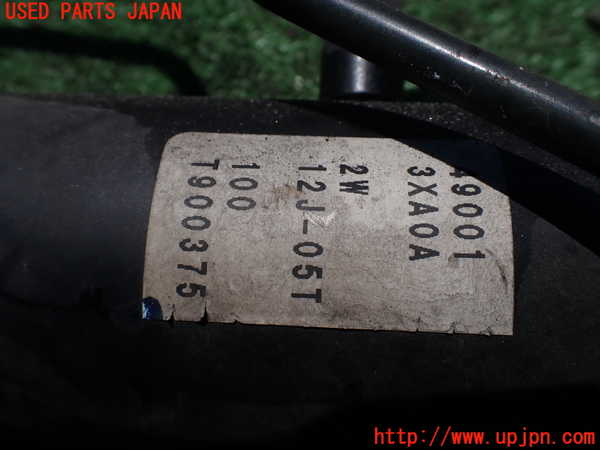 USED PARTS JAPAN
49001
3XA0A
2W
12J-05T
100
T900375
http://www.upjpn.com/